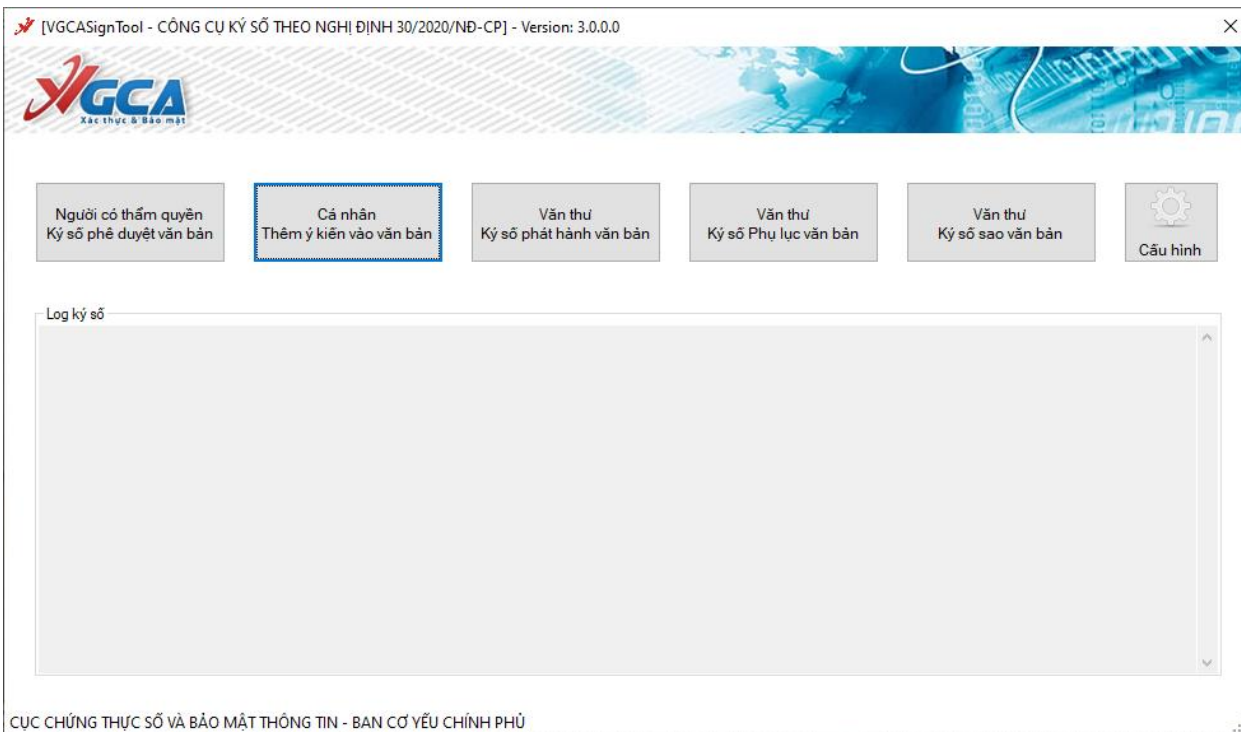 [VGCASignTool - CÔNG CỤ KÝ SỐ THEO NGHỊ ĐỊNH 30/2020/NĐ-CP] - Version: 3.0.0.0
VGCA
Xác thực & Bảo mật
Người có thẩm quyền
Ký số phê duyệt văn bản
Cá nhân
Thêm ý kiến vào văn bản
Văn thư
Ký số phát hành văn bản
Văn thư
Ký số Phụ lục văn bản
Văn thư
Ký số sao văn bản
Cấu hình
Log ký số
CỤC CHỨNG THỰC SỐ VÀ BẢO MẬT THÔNG TIN - BAN CƠ YẾU CHÍNH PHỦ